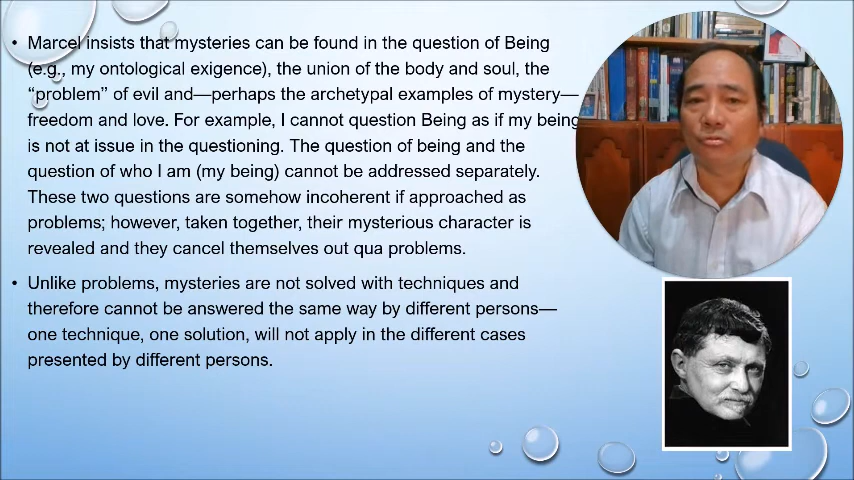 • Marcel insists that mysteries can be found in the question of Being
(e.g., my ontological exigence), the union of the body and soul, the
“problem” of evil and—perhaps the archetypal examples of mystery—
freedom and love. For example, I cannot question Being as if my being
is not at issue in the questioning. The question of being and the
question of who I am (my being) cannot be addressed separately.
These two questions are somehow incoherent if approached as
problems; however, taken together, their mysterious character is
revealed and they cancel themselves out qua problems.
• Unlike problems, mysteries are not solved with techniques and
therefore cannot be answered the same way by different persons—
one technique, one solution, will not apply in the different cases
presented by different persons.